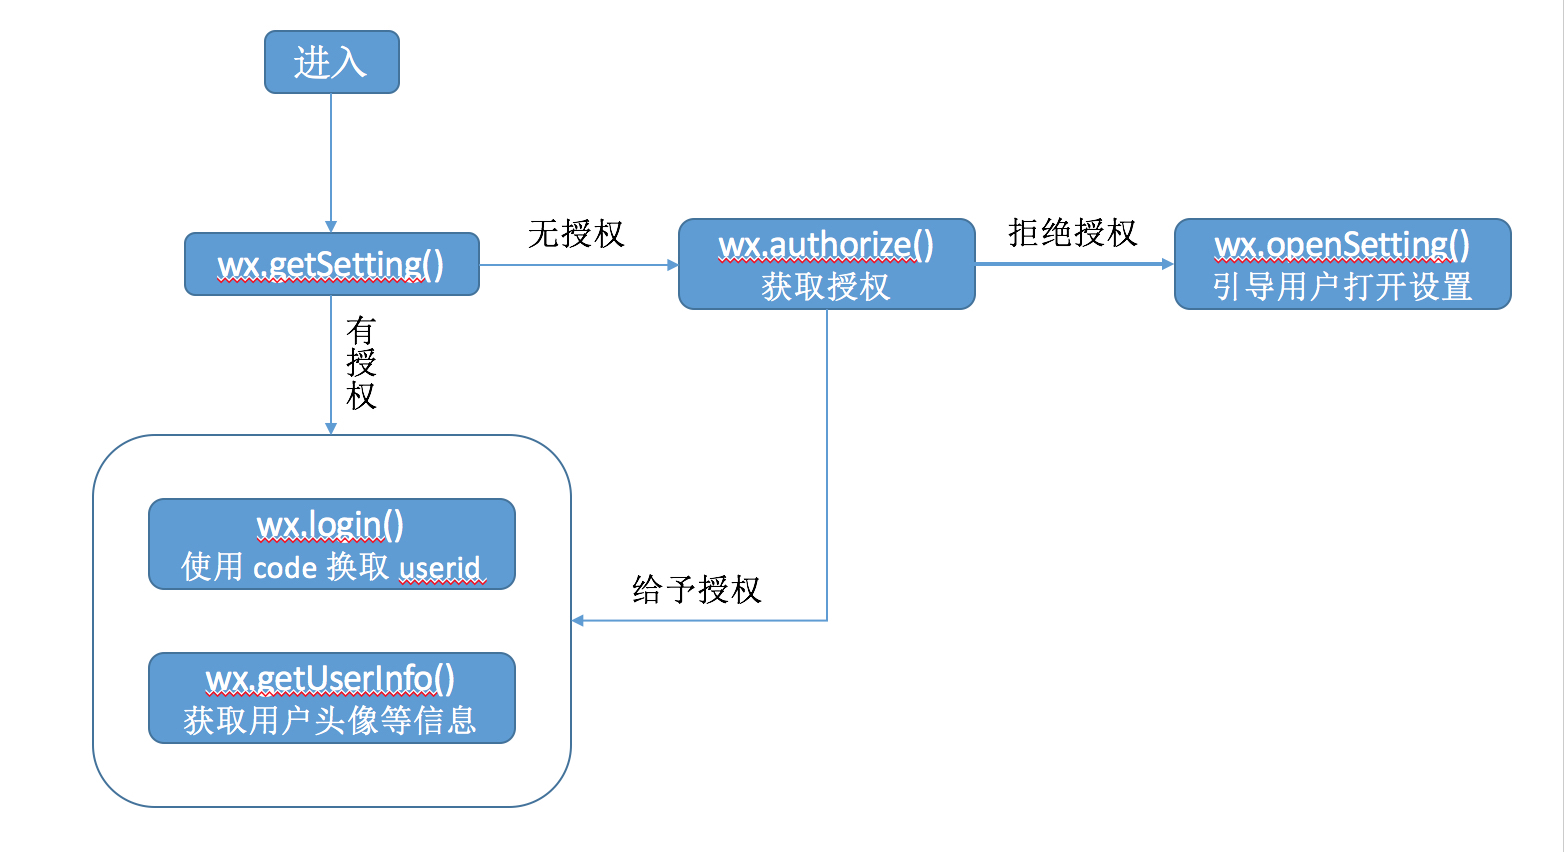 进入
wx.getSetting()
无授权
wx.authorize()
获取授权
拒绝授权
wx.openSetting()
引导用户打开设置
有
授
权
wx.login()
使用 code 换取 userid
给予授权
wx.getUserInfo()
获取用户头像等信息